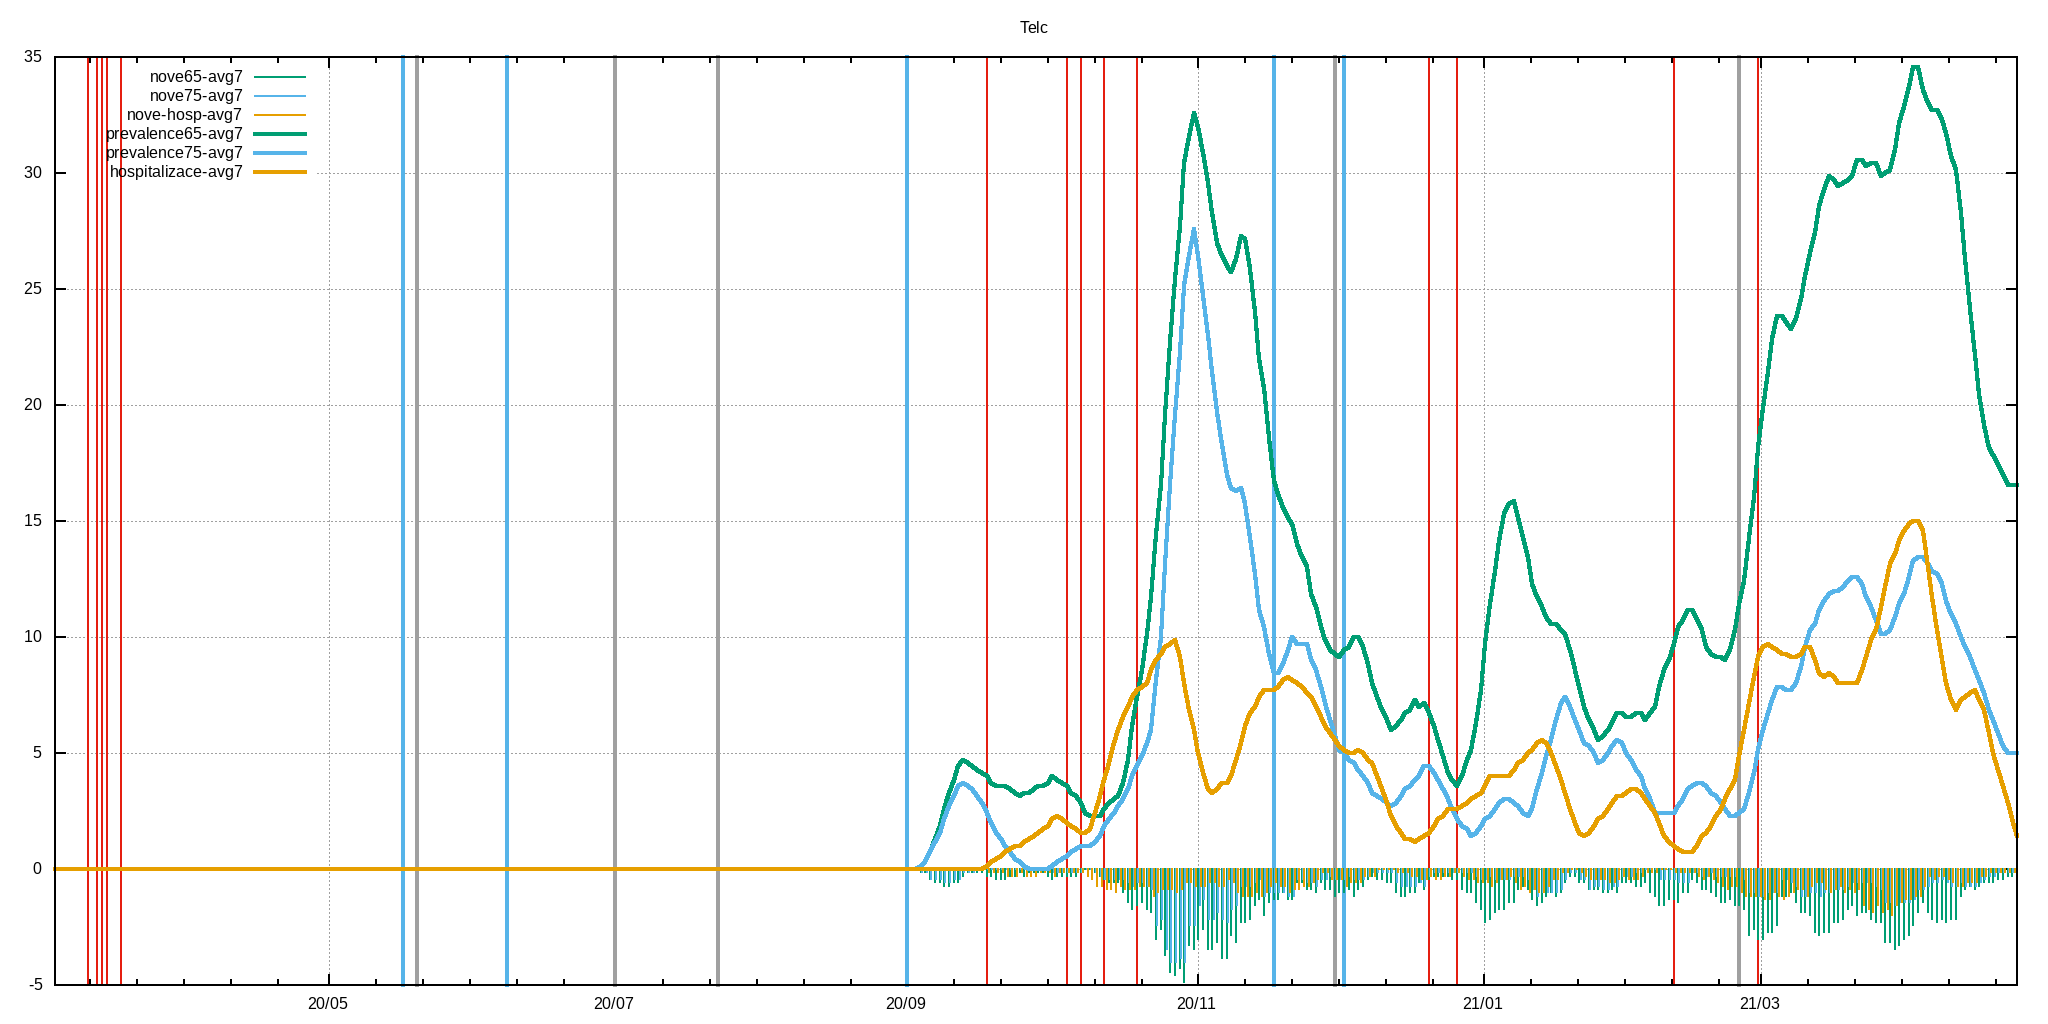 Telc
35
30
25
20
15
10
5
0
-5
nove65-avg7
nove75-avg7
nove-hosp-avg7
prevalence65-avg7
prevalence75-avg7
hospitalizace-avg7
20/05 20/07 20/09 20/11 21/01 21/03